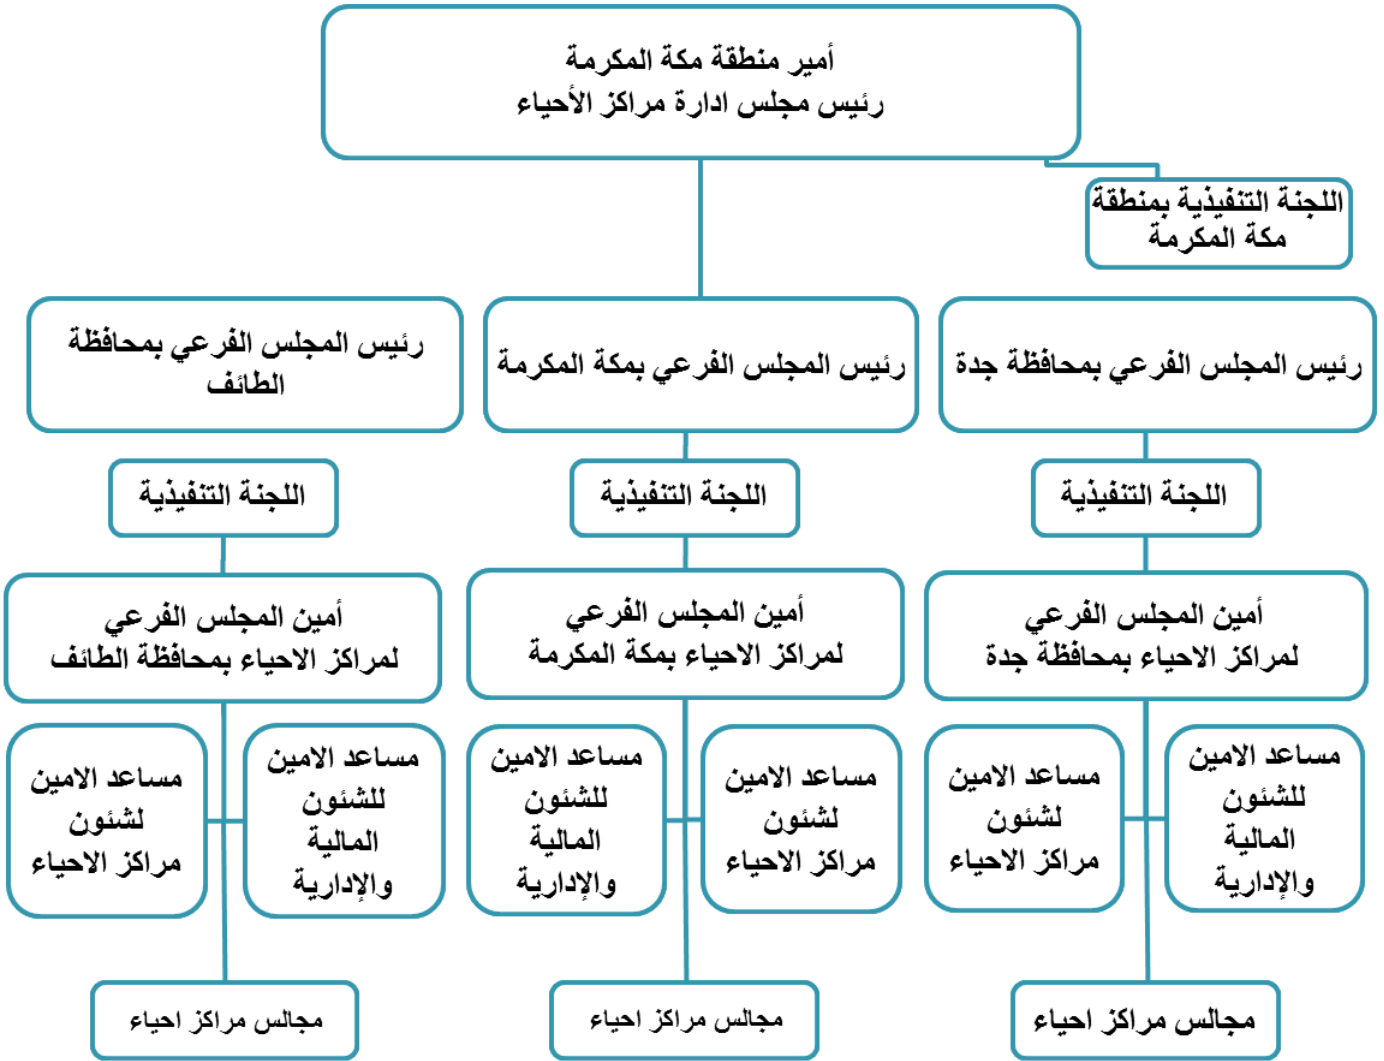 أمير منطقة مكة المكرمة
رئيس مجلس ادارة مراكز الأحياء
اللجنة التنفيذية بمنطقة
مكة المكرمة
رئيس المجلس الفرعي بمحافظة جدة
رئيس المجلس الفرعي بمكة المكرمة
رئيس المجلس الفرعي بمحافظة
الطائف
اللجنة التنفيذية
اللجنة التنفيذية
اللجنة التنفيذية
أمين المجلس الفرعي
لمراكز الاحياء بمحافظة جدة
أمين المجلس الفرعي
لمراكز الاحياء بمكة المكرمة
أمين المجلس الفرعي
لمراكز الاحياء بمحافظة الطائف
مساعد الامين
للشئون
المالية
والإدارية
مساعد الامين
لشئون
مراكز الاحياء
مساعد الامين
لشئون
مراكز الاحياء
مساعد الامين
للشئون
المالية
والإدارية
مساعد الامين
للشئون
المالية
والإدارية
مساعد الامين
لشئون
مراكز الاحياء
مجالس مراكز احياء
مجالس مراكز احياء
مجالس مراكز احياء